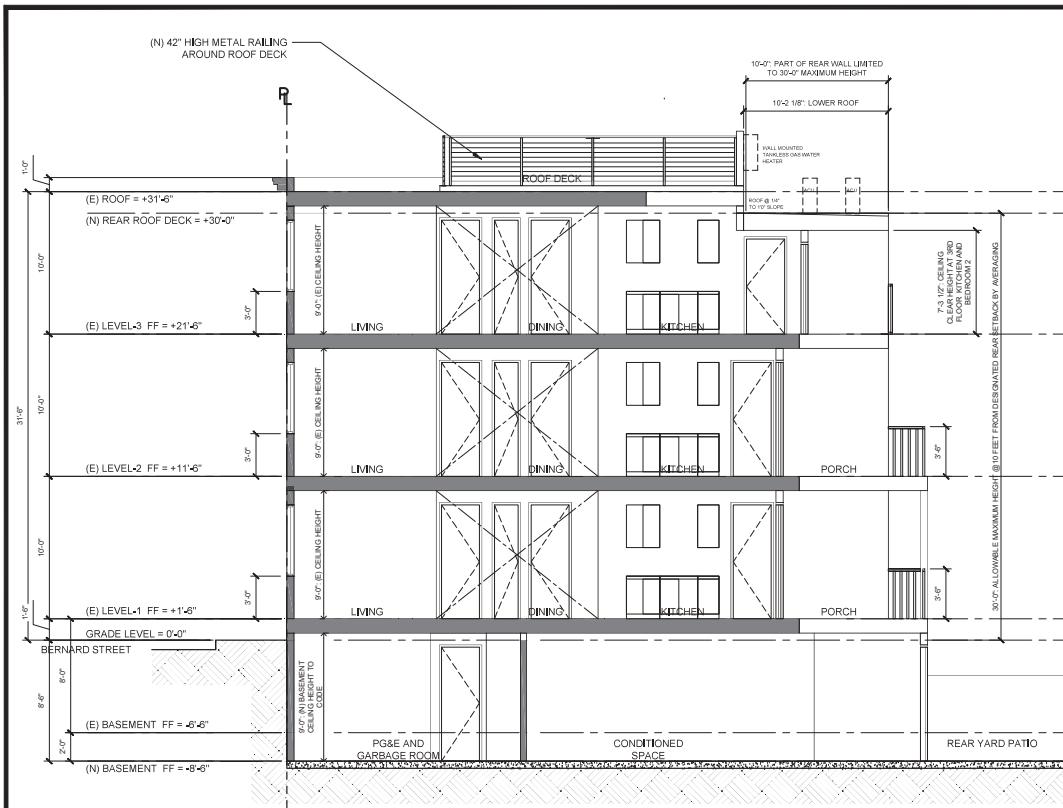 (N) 42" HIGH METAL RAILING
AROUND ROOF DECK
10'-0": PART OF REAR WALL LIMITED
TO 30'-0" MAXIMUM HEIGHT
PL
10'-2 1/8": LOWER ROOF
WALL MOUNTED
TANKLESS GAS WATER
HEATER
1'-0"
ROOF DECK
ACU
ACU
(E) ROOF = +31'-6"
ROOF @ 1/4"
TO 1'0" SLOPE
(N) REAR ROOF DECK = +30'-0"
10'-0"
9'-0": (E) CEILING HEIGHT
7'-3 1/2": CEILING
CLEAR HEIGHT AT 3RD
FLOOR KITCHEN AND
BEDROOM 2
3'-0"
(E) LEVEL-3 FF = +21'-6"
LIVING
DINING
KITCHEN
31'-6"
10'-0"
9'-0": (E) CEILING HEIGHT
30'-0": ALLOWABLE MAXIMUM HEIGHT @10 FEET FROM DESIGNATED REAR SETBACK BY AVERAGING
3'-0"
3'-6"
(E) LEVEL-2 FF = +11'-6"
LIVING
DINING
KITCHEN
PORCH
10'-0"
9'-0": (E) CEILING HEIGHT
3'-0"
3'-6"
(E) LEVEL-1 FF = +1'-6"
LIVING
DINING
KITCHEN
PORCH
1'-6"
GRADE LEVEL = 0'-0"
BERNARD STREET
8'-6"
8'-0"
9'-0": (N) BASEMENT
CEILING HEIGHT TO
CODE
(E) BASEMENT FF = -6'-6"
2'-0"
PG&E AND
GARBAGE ROOM
CONDITIONED
SPACE
REAR YARD PATIO
(N) BASEMENT FF = -8'-6"